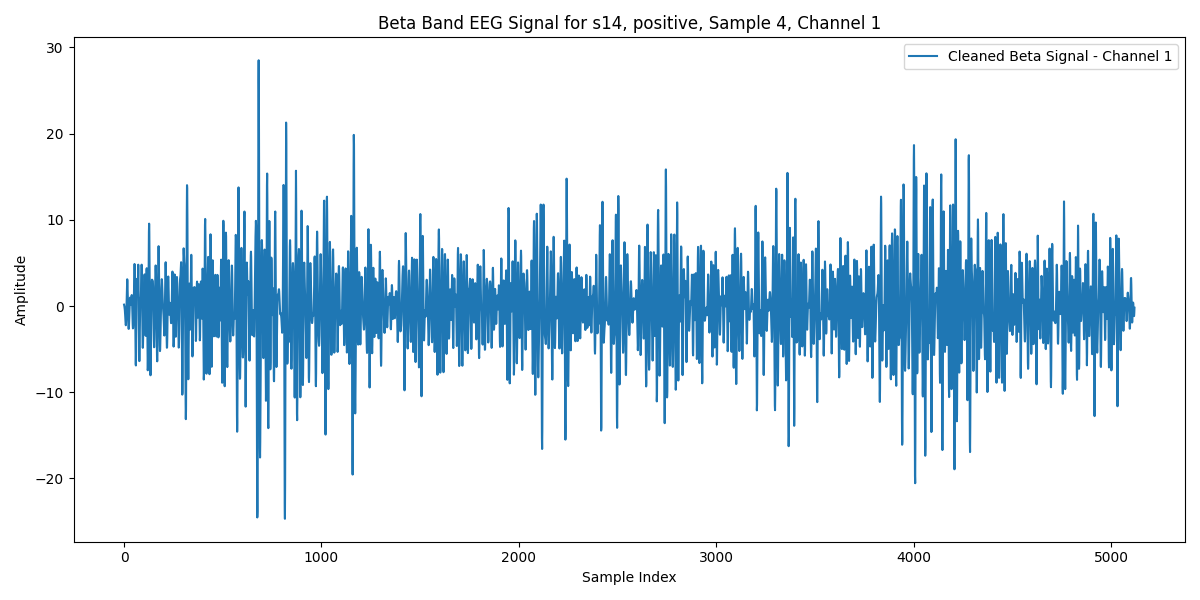 Beta Band EEG Signal for s14, positive, Sample 4, Channel 1
Cleaned Beta Signal - Channel 1
30
20
10
0
−10
−20
Amplitude
0 1000 2000 3000 4000 5000
Sample Index